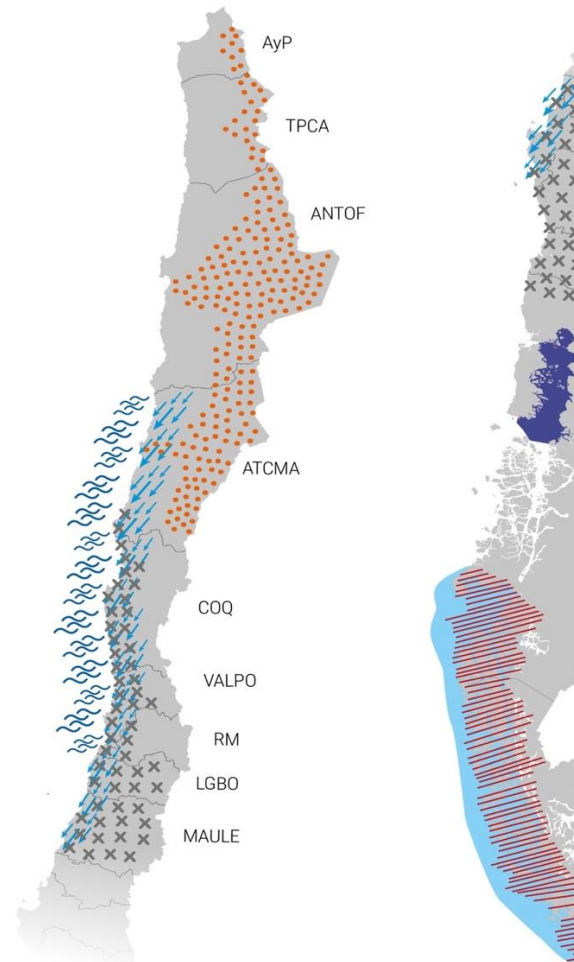 AyP
TPCA
ANTOF
ATCMA
COQ
VALPO
RM
LGBO
MAULE